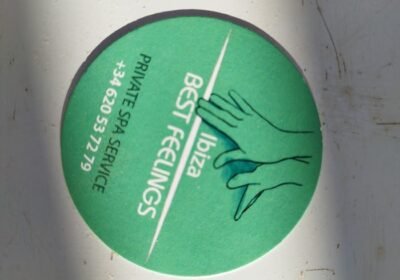 Ibiza
BEST FEELINGS
PRIVATE SPA SERVICE
+34 620 53 72 79